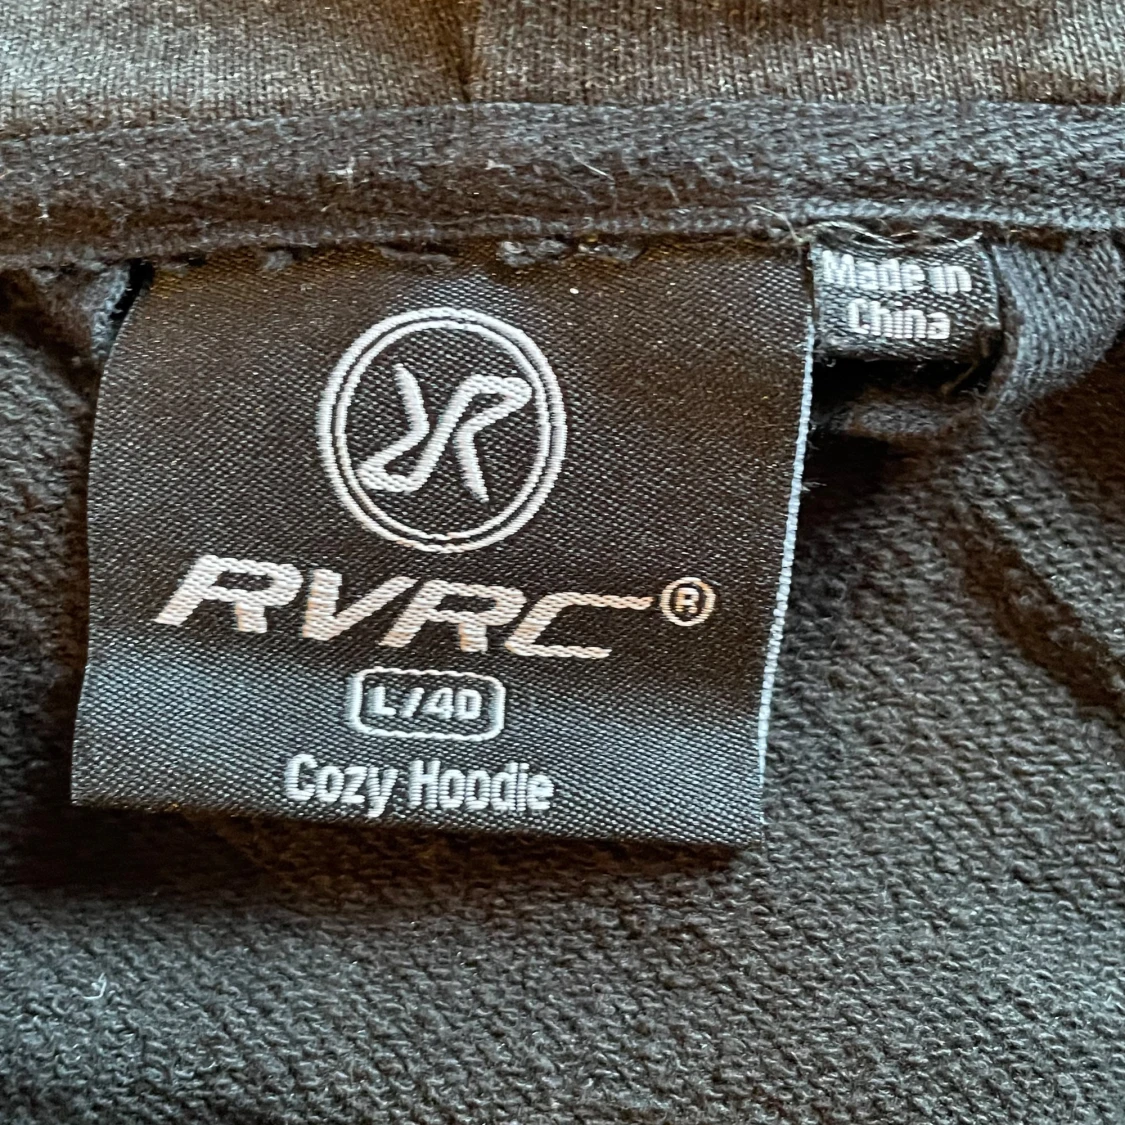 RVRC®
L/40
Cozy Hoodie
Made in
China